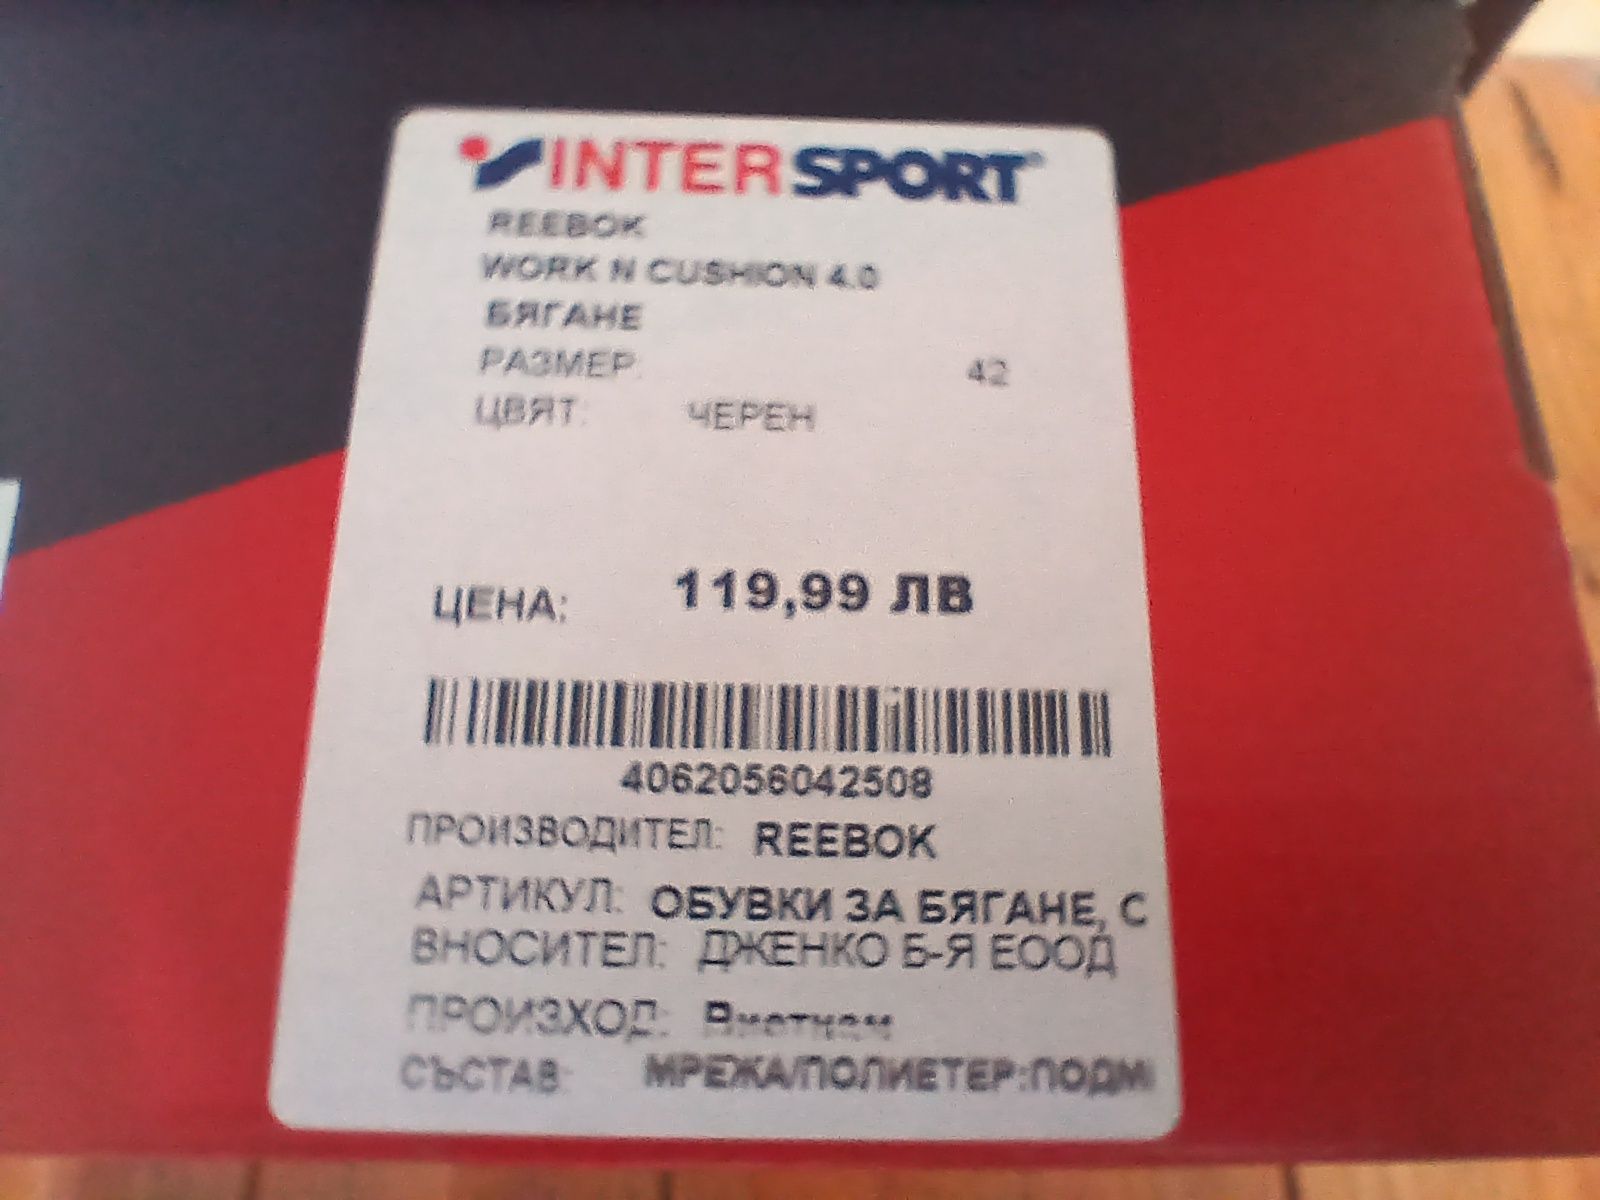 INTERSPORT
REEBOK
WORK N CUSHION 4.0
БЯГАНЕ
РАЗМЕР: 42
ЦВЯТ: ЧЕРЕН
ЦЕНА: 119,99 ЛВ
4062056042508
ПРОИЗВОДИТЕЛ: REEBOK
АРТИКУЛ: ОБУВКИ ЗА БЯГАНЕ, С
ВНОСИТЕЛ: ДЖЕНКО Б-Я ЕООД
ПРОИЗХОД: Виетнам
СЪСТАВ: МРЕЖА/ПОЛИЕТЕР:ПОДМ